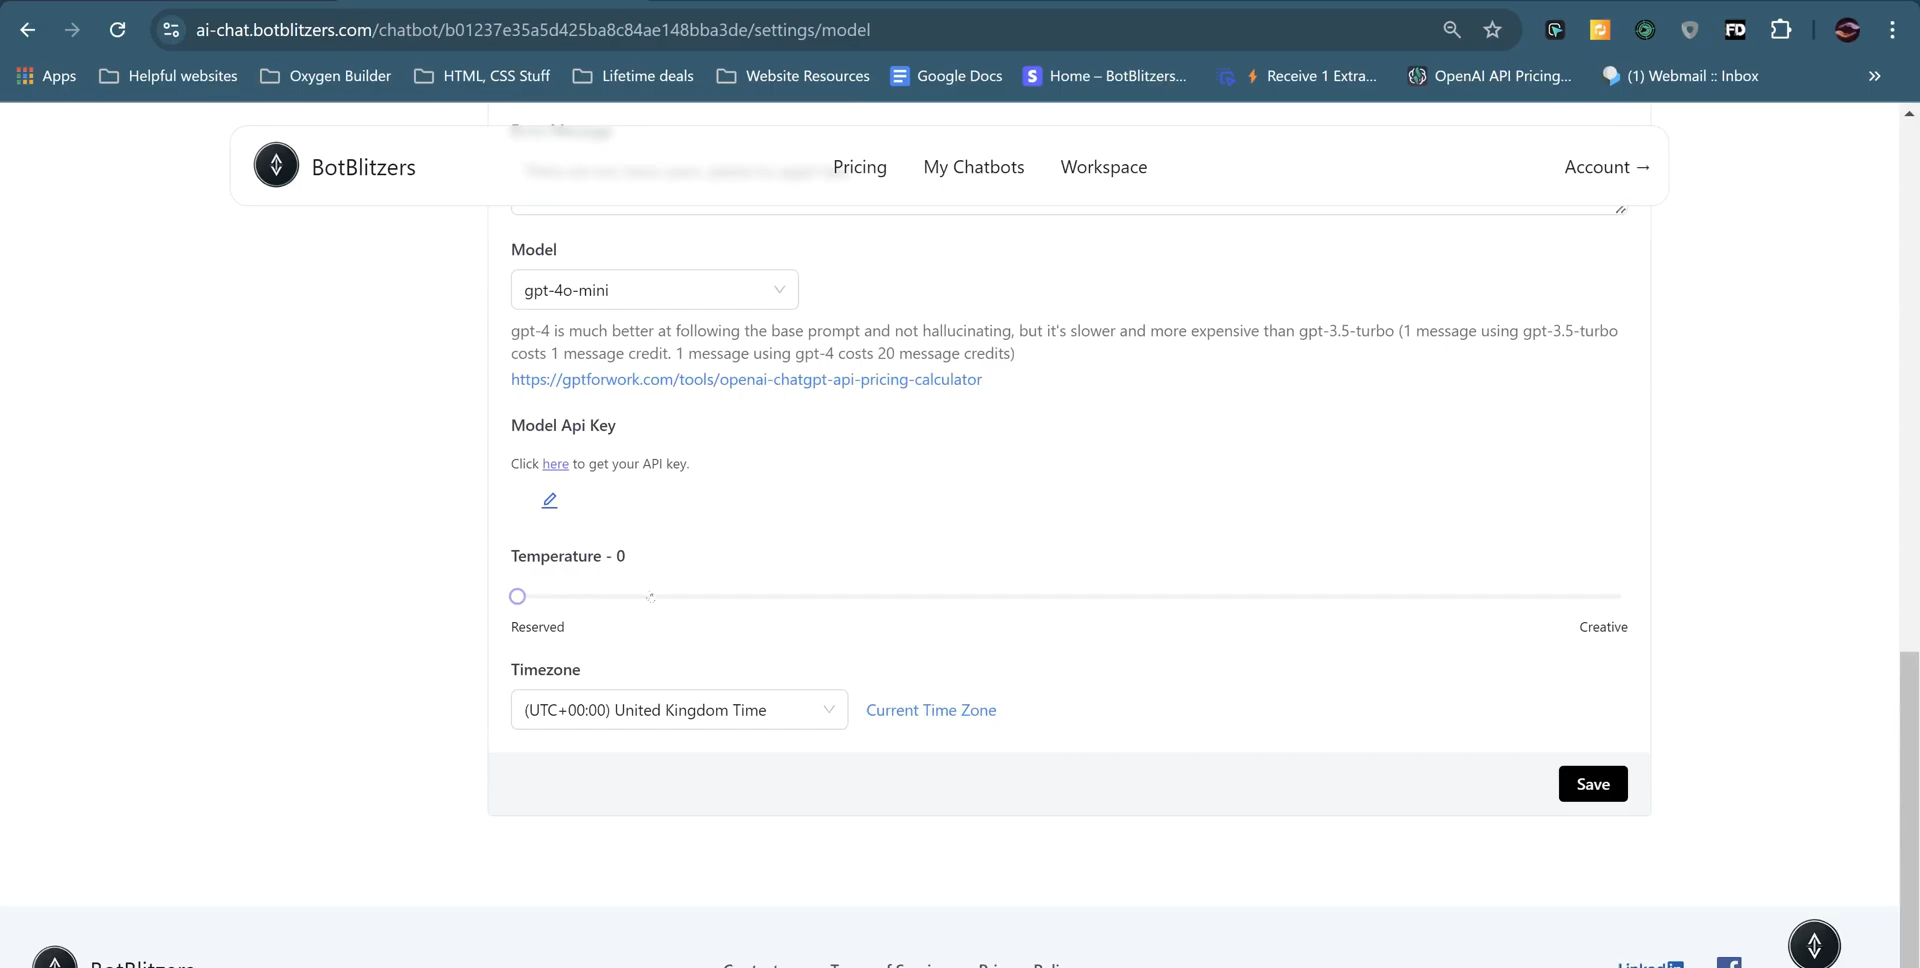 ai-chat.botblitzers.com/chatbot/b01237e35a5d425ba8c84ae148bba3de/settings/model
FD
Apps
Helpful websites
Oxygen Builder
HTML, CSS Stuff
Lifetime deals
Website Resources
Google Docs
S
Home – BotBlitzers...
Receive 1 Extra...
OpenAI API Pricing...
(1) Webmail :: Inbox
»
Error Message
BotBlitzers
Pricing
My Chatbots
Workspace
Account →
Model
gpt-4o-mini
gpt-4 is much better at following the base prompt and not hallucinating, but it's slower and more expensive than gpt-3.5-turbo (1 message using gpt-3.5-turbo
costs 1 message credit. 1 message using gpt-4 costs 20 message credits)
https://gptforwork.com/tools/openai-chatgpt-api-pricing-calculator
Model Api Key
Click here to get your API key.
Temperature - 0
Reserved
Creative
Timezone
(UTC+00:00) United Kingdom Time
Current Time Zone
Save
BotBlitzers